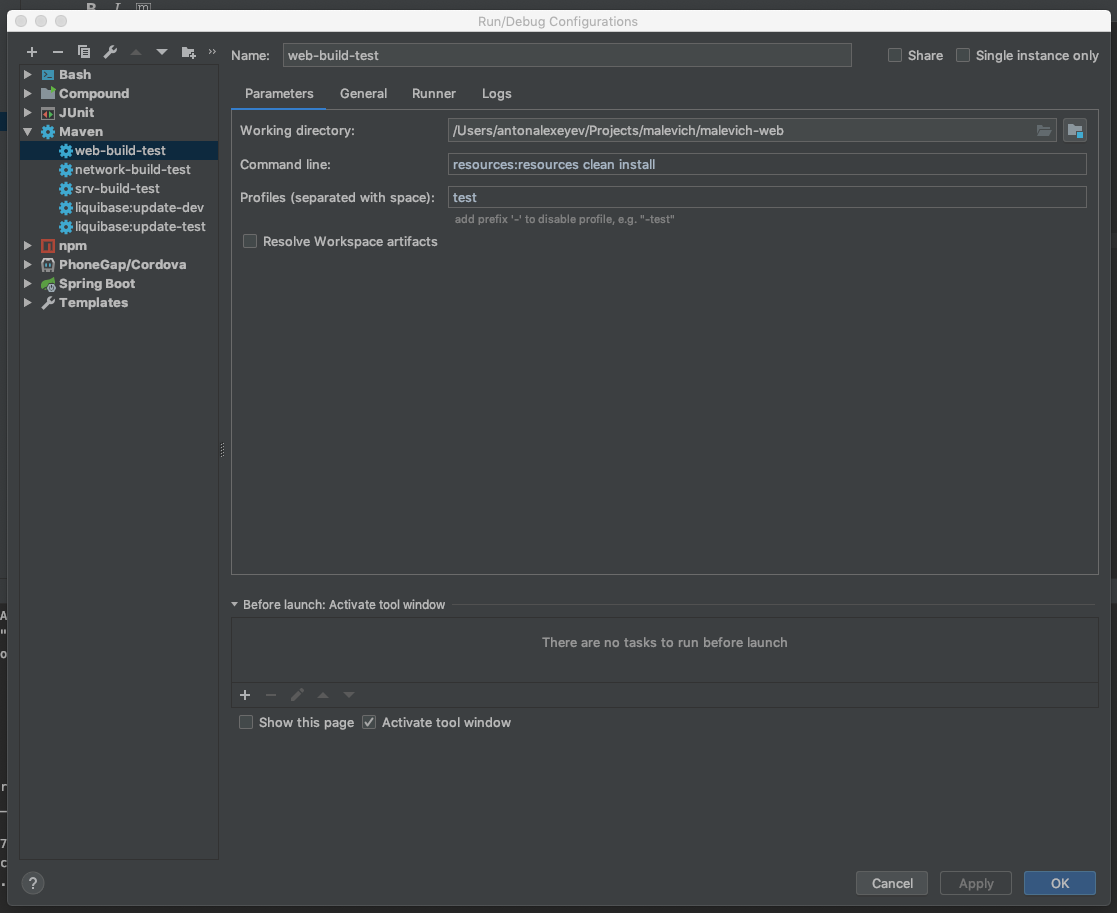 Run/Debug Configurations
Name: web-build-test Share Single instance only
Parameters General Runner Logs
Bash
Compound
JUnit
Maven
web-build-test
network-build-test
srv-build-test
liquibase:update-dev
liquibase:update-test
npm
PhoneGap/Cordova
Spring Boot
Templates
Working directory: /Users/antonalexeyev/Projects/malevich/malevich-web
Command line: resources:resources clean install
Profiles (separated with space): test
add prefix '-' to disable profile, e.g. "-test"
Resolve Workspace artifacts
Before launch: Activate tool window
There are no tasks to run before launch
Show this page Activate tool window
? Cancel Apply OK